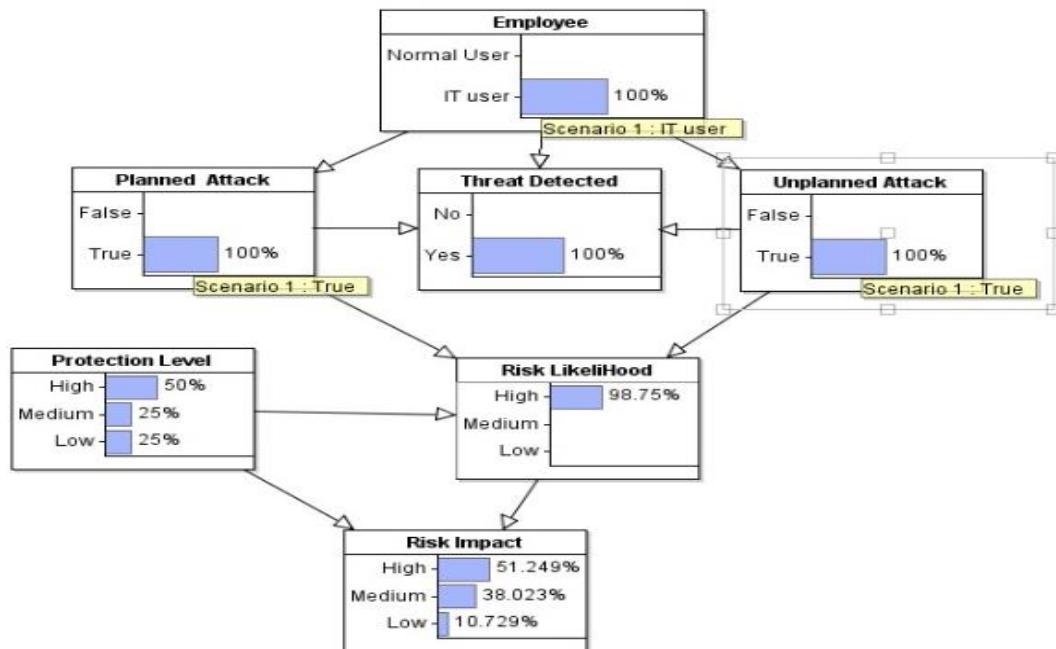 Employee
Normal User
IT user
100%
Scenario 1 : IT user
Planned Attack
False
True
100%
Scenario 1 : True
Threat Detected
No
Yes
100%
Unplanned Attack
False
True
100%
Scenario 1 : True
Protection Level
High
50%
Medium
25%
Low
25%
Risk LikeliHood
High
98.75%
Medium
Low
Risk Impact
High
51.249%
Medium
38.023%
Low
10.729%